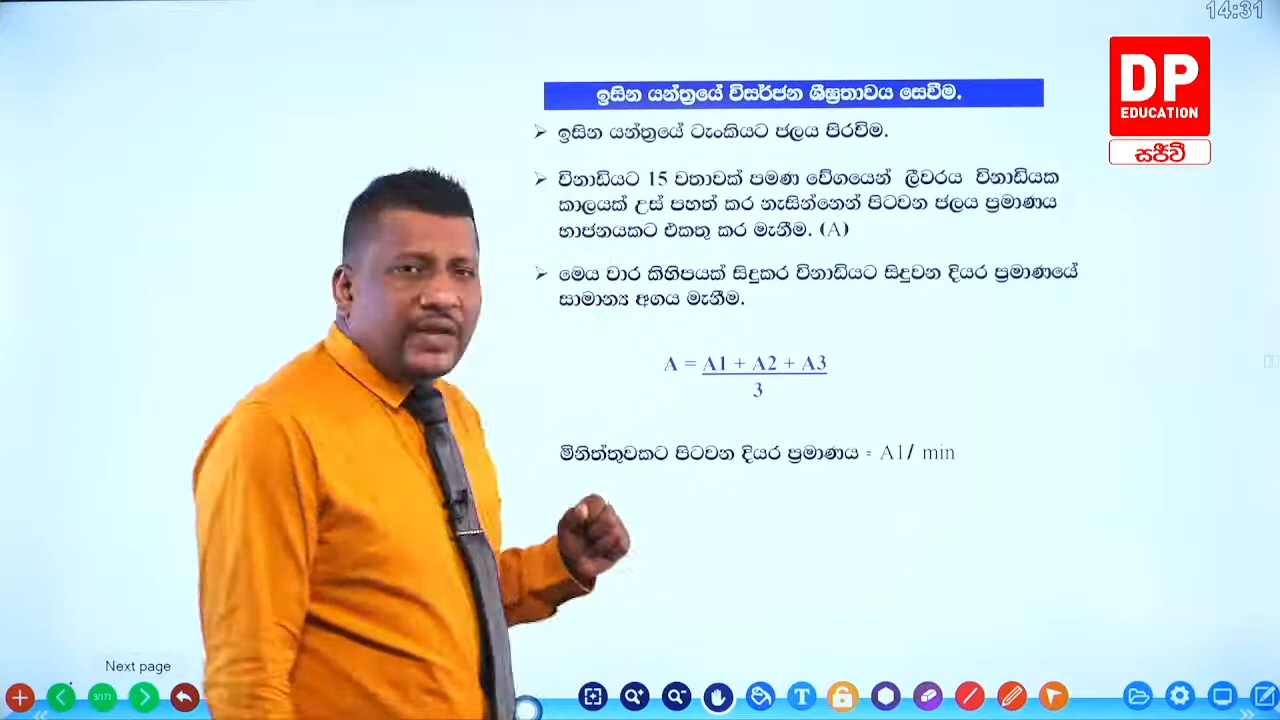 14:31
DP
EDUCATION
සජීවී
ඉසින යන්ත්‍රයේ විසර්ජන ශීඝ්‍රතාවය සෙවීම.
➢ ඉසින යන්ත්‍රයේ ටැංකියට ජලය පිරවීම.
➢ විනාඩියට 15 වතාවක් පමණ වේගයෙන් ලීවරය විනාඩියක
කාලයක් උස් පහත් කර නැසින්නෙන් පිටවන ජලය ප්‍රමාණය
භාජනයකට එකතු කර මැනීම. (A)
➢ මෙය වාර කිහිපයක් සිදුකර විනාඩියට සිදුවන දියර ප්‍රමාණයේ
සාමාන්‍ය අගය මැනීම.
A = A1 + A2 + A3
3
මිනිත්තුවකට පිටවන දියර ප්‍රමාණය = A1/ min
Next page
9/171
T